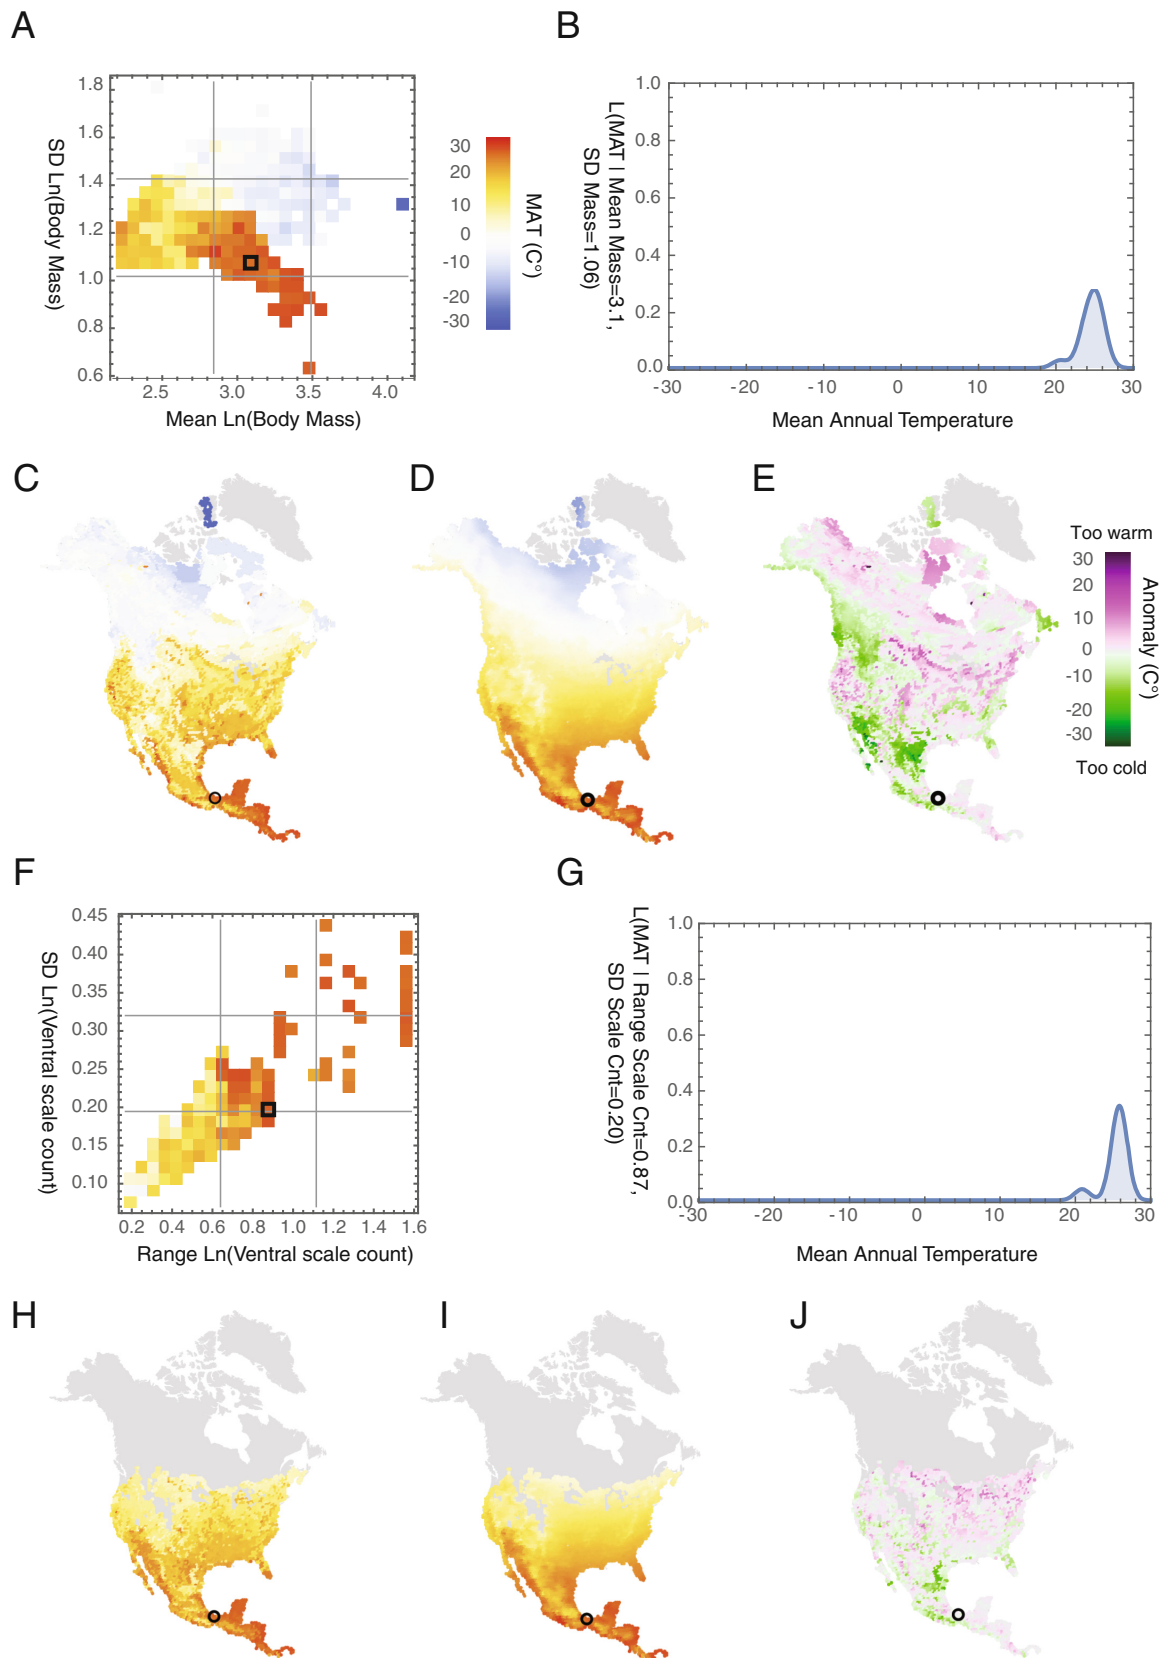 A
B
1.8
1.6
1.4
1.2
1.0
0.8
0.6
SD Ln(Body Mass)
2.5 3.0 3.5 4.0
Mean Ln(Body Mass)
30
20
10
0
-10
-20
-30
MAT (C°)
L(MAT | Mean Mass=3.1,
SD Mass=1.06)
1.0
0.8
0.6
0.4
0.2
0.0
-30 -20 -10 0 10 20 30
Mean Annual Temperature
C
D
E
Too warm
30
20
10
0
-10
-20
-30
Anomaly (C°)
Too cold
F
G
0.45
0.40
0.35
0.30
0.25
0.20
0.15
0.10
SD Ln(Ventral scale count)
0.2 0.4 0.6 0.8 1.0 1.2 1.4 1.6
Range Ln(Ventral scale count)
L(MAT | Range Scale Cnt=0.87,
SD Scale Cnt=0.20)
1.0
0.8
0.6
0.4
0.2
0.0
-30 -20 -10 0 10 20 30
Mean Annual Temperature
H
I
J